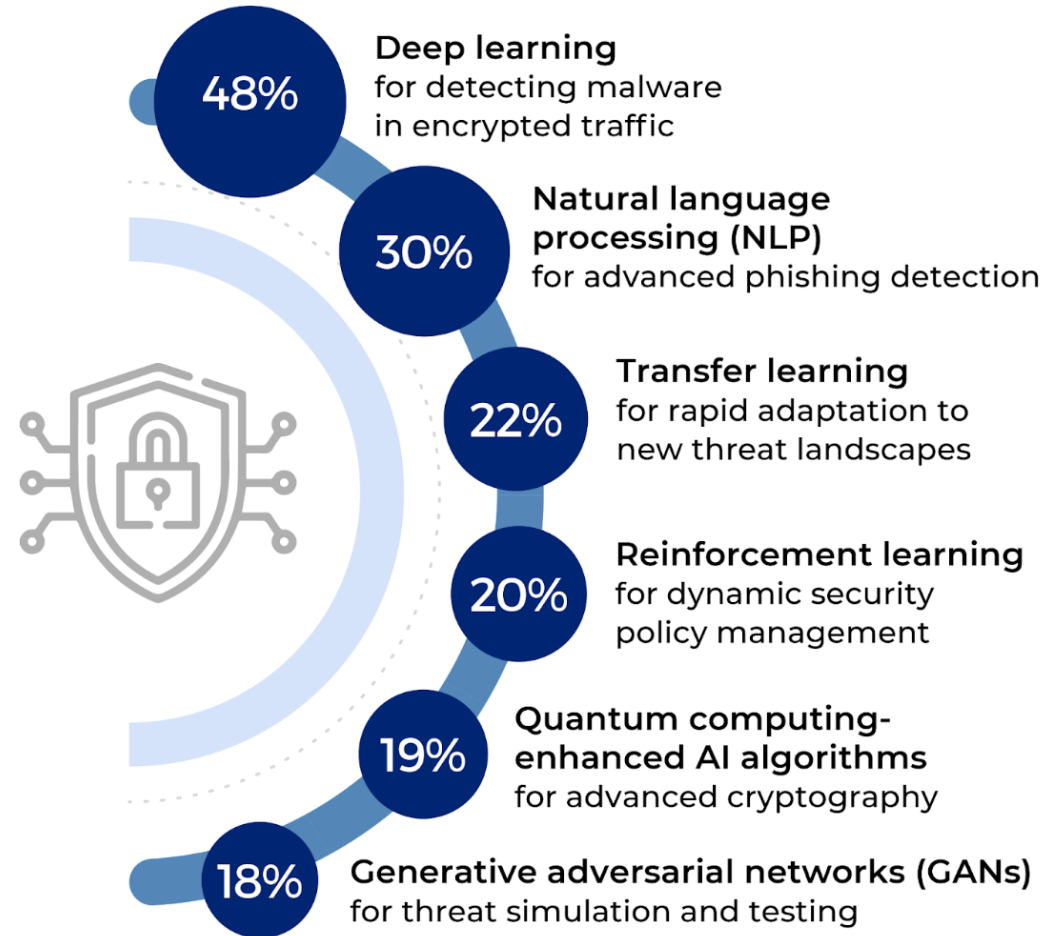 48%
Deep learning
for detecting malware
in encrypted traffic
30%
Natural language
processing (NLP)
for advanced phishing detection
22%
Transfer learning
for rapid adaptation to
new threat landscapes
20%
Reinforcement learning
for dynamic security
policy management
19%
Quantum computing-
enhanced AI algorithms
for advanced cryptography
18%
Generative adversarial networks (GANs)
for threat simulation and testing